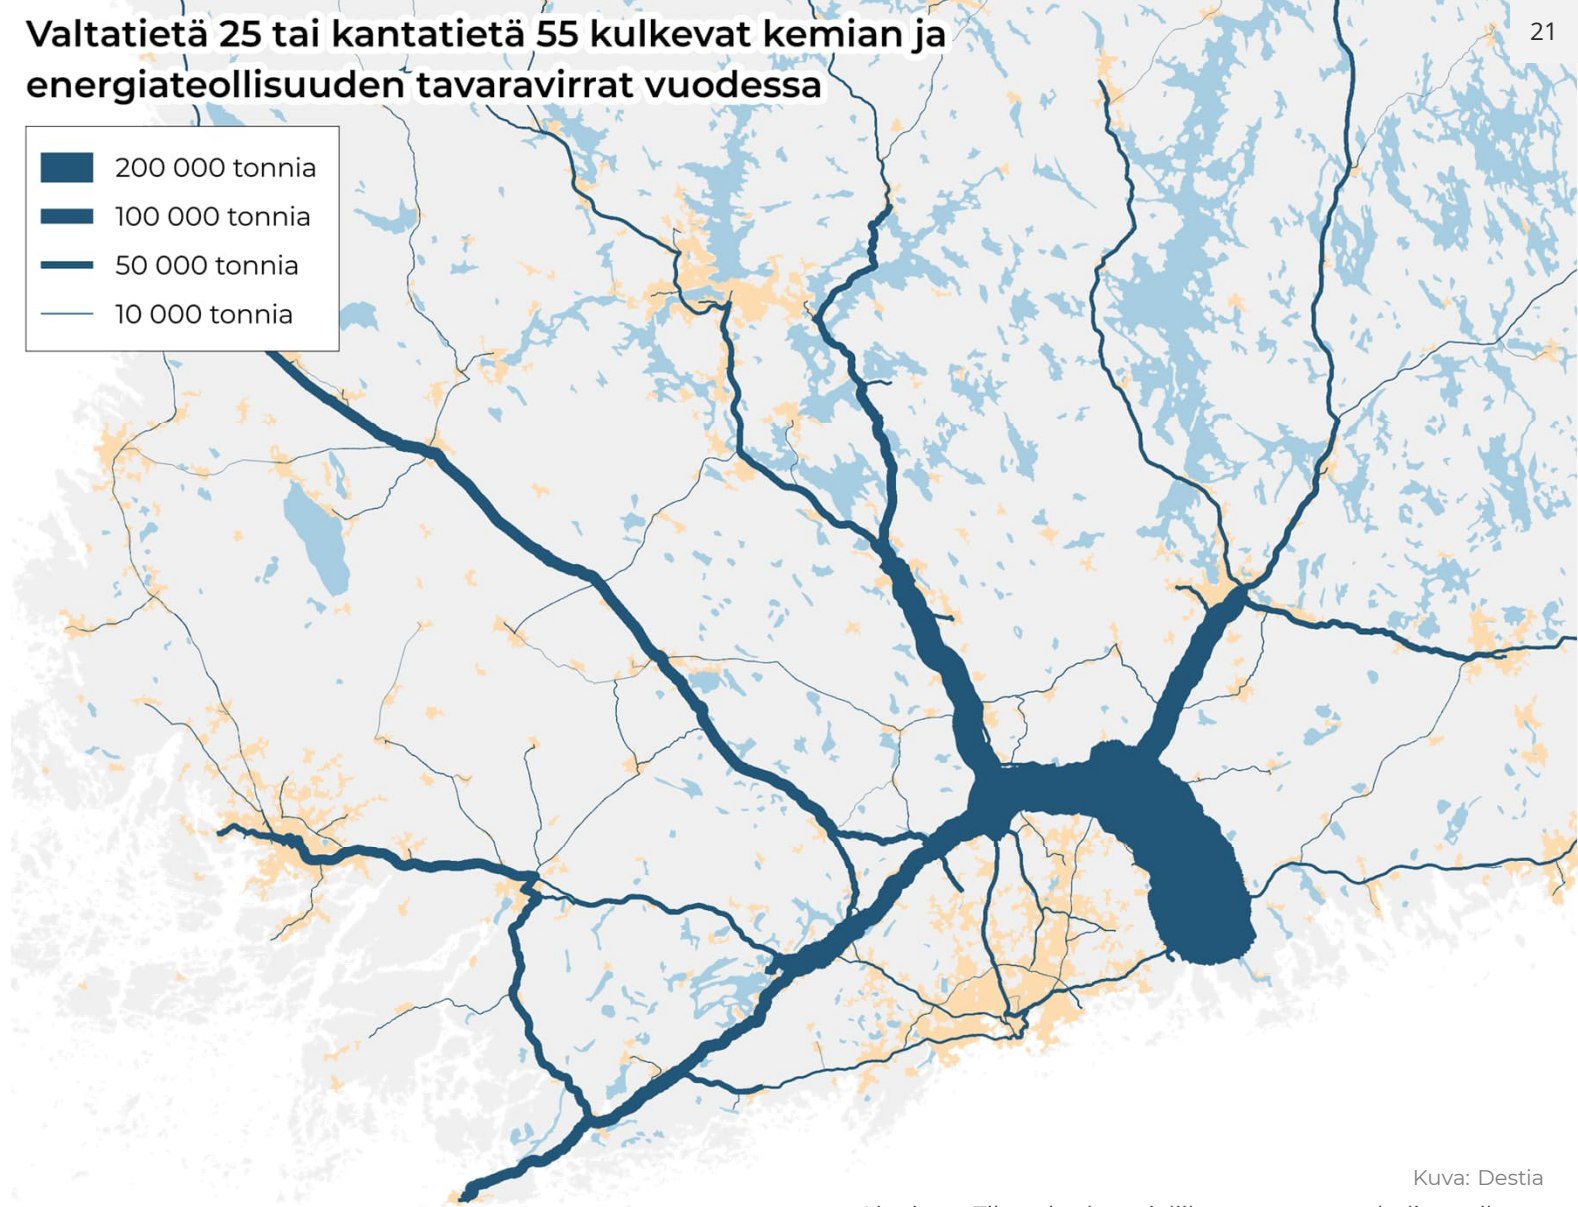 Valtatietä 25 tai kantatietä 55 kulkevat kemian ja
energiateollisuuden tavaravirrat vuodessa
21
200 000 tonnia
100 000 tonnia
50 000 tonnia
10 000 tonnia
Kuva: Destia